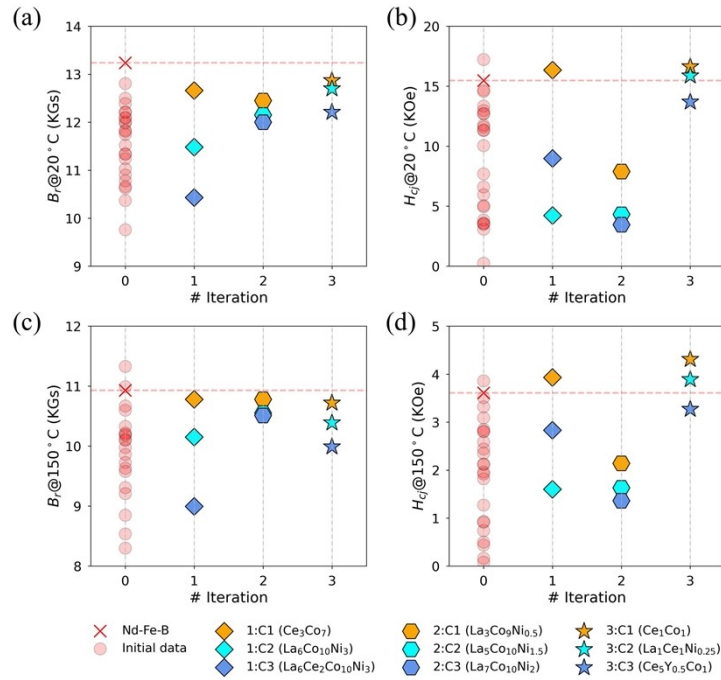 (a)
14
13
12
11
10
9
B_r@20°C (KGs)
0 1 2 3
# Iteration
(b)
20
15
10
5
0
H_cj@20°C (KOe)
0 1 2 3
# Iteration
(c)
12
11
10
9
8
B_r@150°C (KGs)
0 1 2 3
# Iteration
(d)
5
4
3
2
1
0
H_cj@150°C (KOe)
0 1 2 3
# Iteration
Nd-Fe-B
Initial data
1:C1 (Ce₃Co₇)
1:C2 (La₆Co₁₀Ni₃)
1:C3 (La₆Ce₂Co₁₀Ni₃)
2:C1 (La₃Co₉Ni₀.₅)
2:C2 (La₅Co₁₀Ni₁.₅)
2:C3 (La₇Co₁₀Ni₂)
3:C1 (Ce₁Co₁)
3:C2 (La₁Ce₁Ni₀.₂₅)
3:C3 (Ce₅Y₀.₅Co₁)